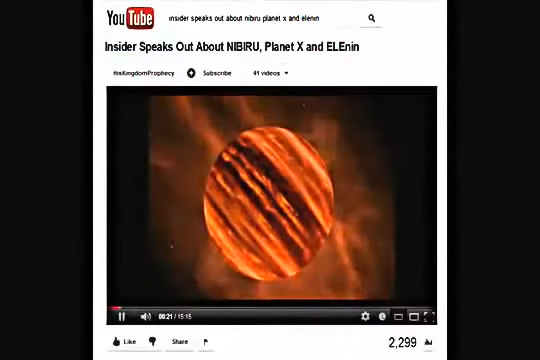 YouTube insider speaks out about nibiru planet x and elenin
Insider Speaks Out About NIBIRU, Planet X and ELEnin
HisKingdomProphecy Subscribe 41 videos
00:21 / 15:15
Like Share 2,299